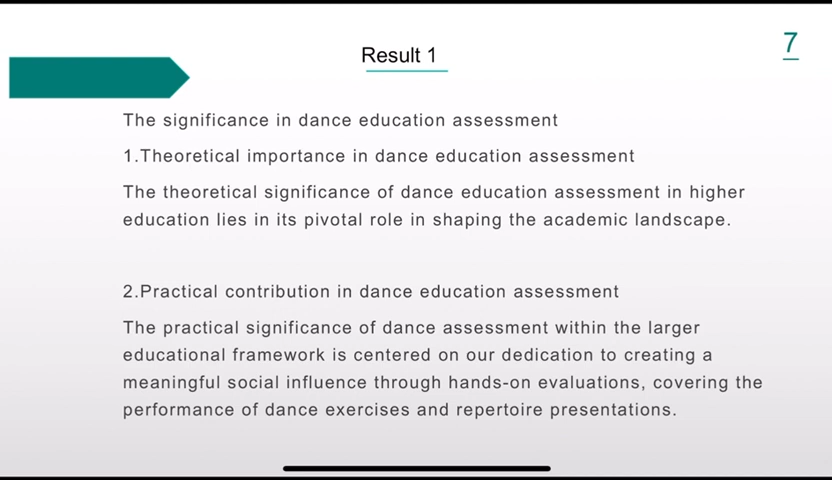 Result 1
7
The significance in dance education assessment
1.Theoretical importance in dance education assessment
The theoretical significance of dance education assessment in higher
education lies in its pivotal role in shaping the academic landscape.
2.Practical contribution in dance education assessment
The practical significance of dance assessment within the larger
educational framework is centered on our dedication to creating a
meaningful social influence through hands-on evaluations, covering the
performance of dance exercises and repertoire presentations.